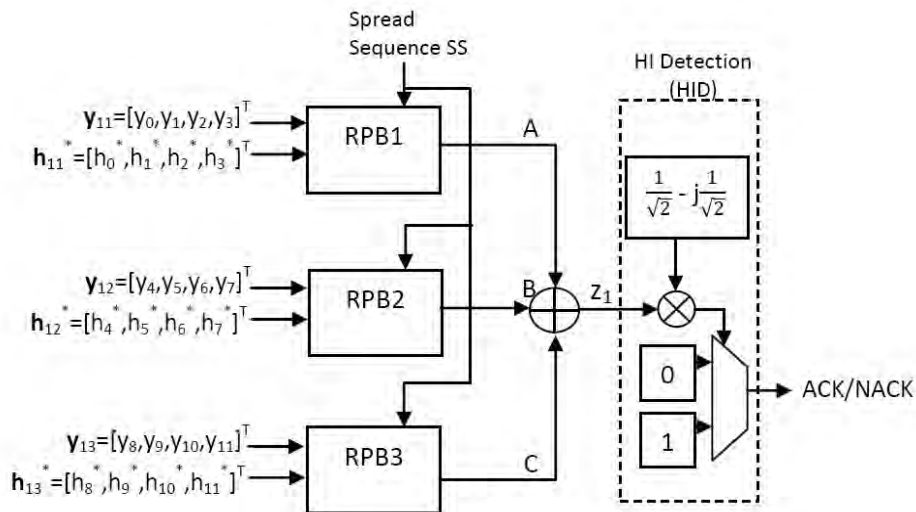 Spread
Sequence SS
HI Detection
(HID)
y₁₁=[y₀,y₁,y₂,y₃]ᵀ
h₁₁*=[h₀*,h₁*,h₂*,h₃*]ᵀ
RPB1
A
1/√2 - j1/√2
y₁₂=[y₄,y₅,y₆,y₇]ᵀ
h₁₂*=[h₄*,h₅*,h₆*,h₇*]ᵀ
RPB2
B
z₁
0
ACK/NACK
1
y₁₃=[y₈,y₉,y₁₀,y₁₁]ᵀ
h₁₃*=[h₈*,h₉*,h₁₀*,h₁₁*]ᵀ
RPB3
C